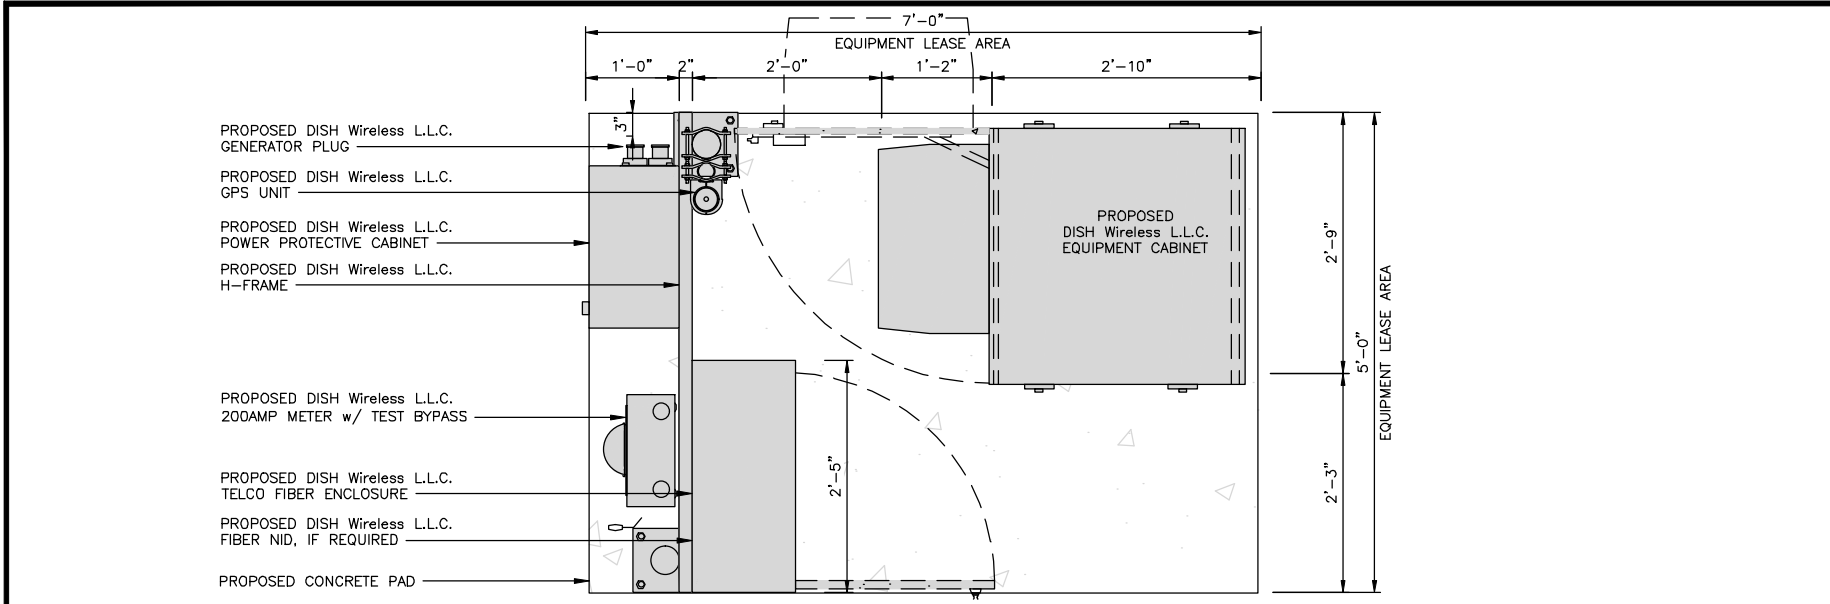 7'-0"
EQUIPMENT LEASE AREA
1'-0" 2" 2'-0" 1'-2" 2'-10"
3"
PROPOSED DISH Wireless L.L.C.
GENERATOR PLUG
PROPOSED DISH Wireless L.L.C.
GPS UNIT
PROPOSED DISH Wireless L.L.C.
POWER PROTECTIVE CABINET
PROPOSED DISH Wireless L.L.C.
H-FRAME
PROPOSED DISH Wireless L.L.C.
200AMP METER w/ TEST BYPASS
PROPOSED DISH Wireless L.L.C.
TELCO FIBER ENCLOSURE
PROPOSED DISH Wireless L.L.C.
FIBER NID, IF REQUIRED
PROPOSED CONCRETE PAD
2'-5"
PROPOSED
DISH Wireless L.L.C.
EQUIPMENT CABINET
2'-9"
2'-3"
5'-0"
EQUIPMENT LEASE AREA